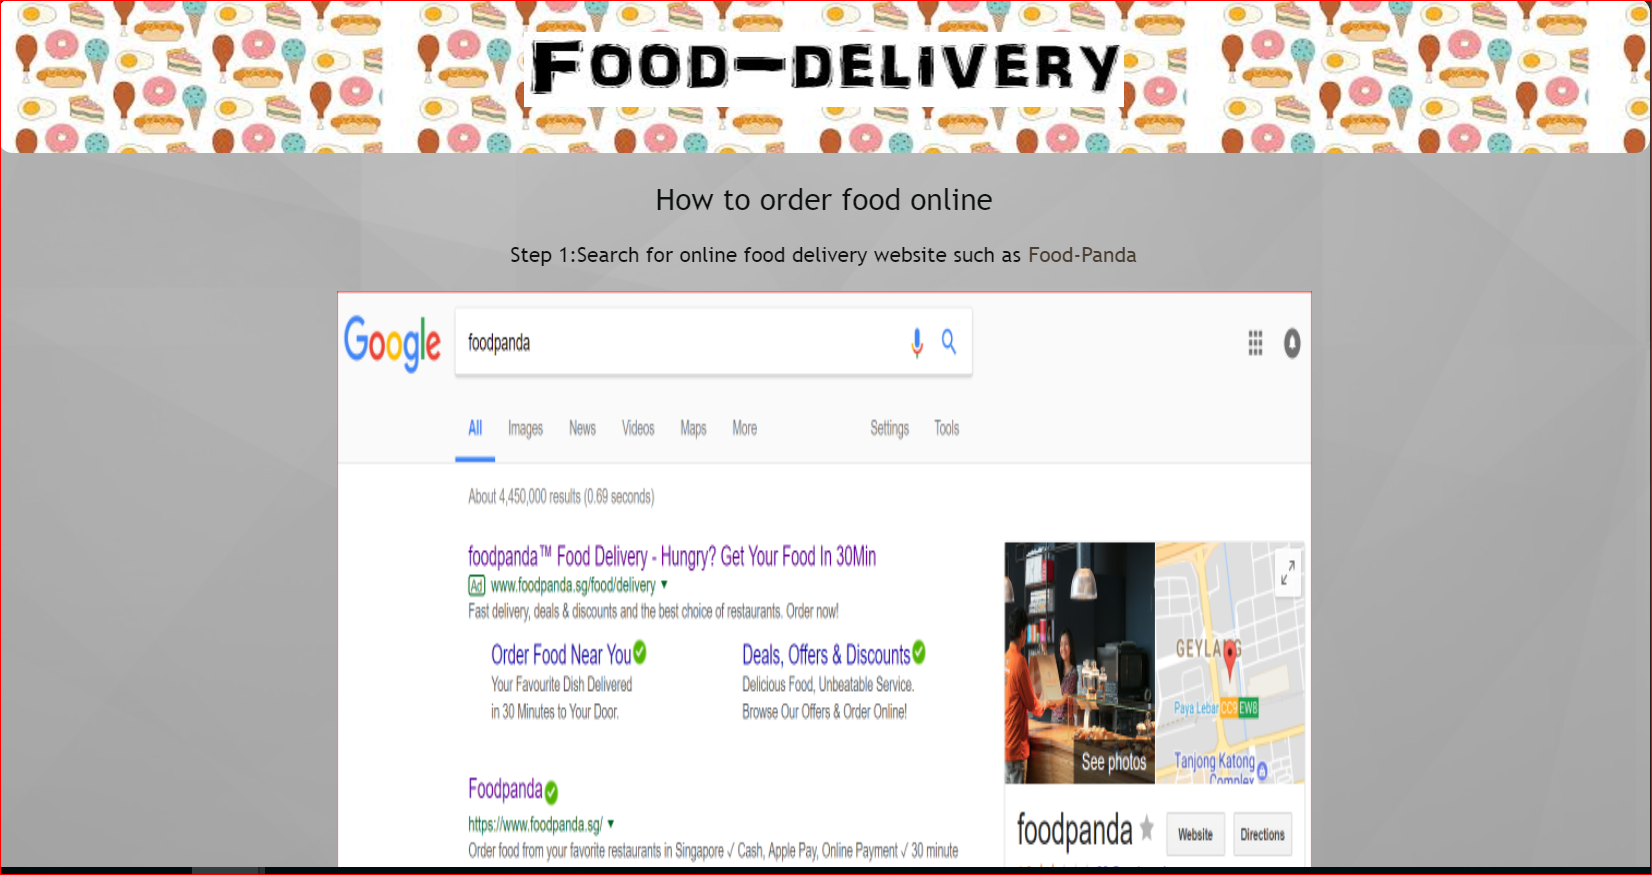 FOOD-DELIVERY
How to order food online
Step 1:Search for online food delivery website such as Food-Panda
Google
foodpanda
All Images News Videos Maps More Settings Tools
About 4,450,000 results (0.69 seconds)
foodpanda™ Food Delivery - Hungry? Get Your Food In 30Min
Ad www.foodpanda.sg/food/delivery
Fast delivery, deals & discounts and the best choice of restaurants. Order now!
Order Food Near You
Your Favourite Dish Delivered
in 30 Minutes to Your Door.
Deals, Offers & Discounts
Delicious Food, Unbeatable Service.
Browse Our Offers & Order Online!
Foodpanda
https://www.foodpanda.sg/
Order food from your favorite restaurants in Singapore √ Cash, Apple Pay, Online Payment √ 30 minute
See photos
GEYLANG
Paya Lebar CC9 EW8
Tanjong Katong
Complex
foodpanda
Website
Directions